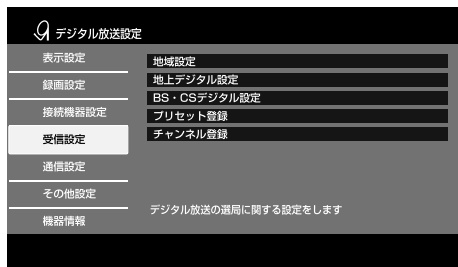 デジタル放送設定
表示設定
録画設定
接続機器設定
受信設定
通信設定
その他設定
機器情報
地域設定
地上デジタル設定
BS・CSデジタル設定
プリセット登録
チャンネル登録
デジタル放送の選局に関する設定をします